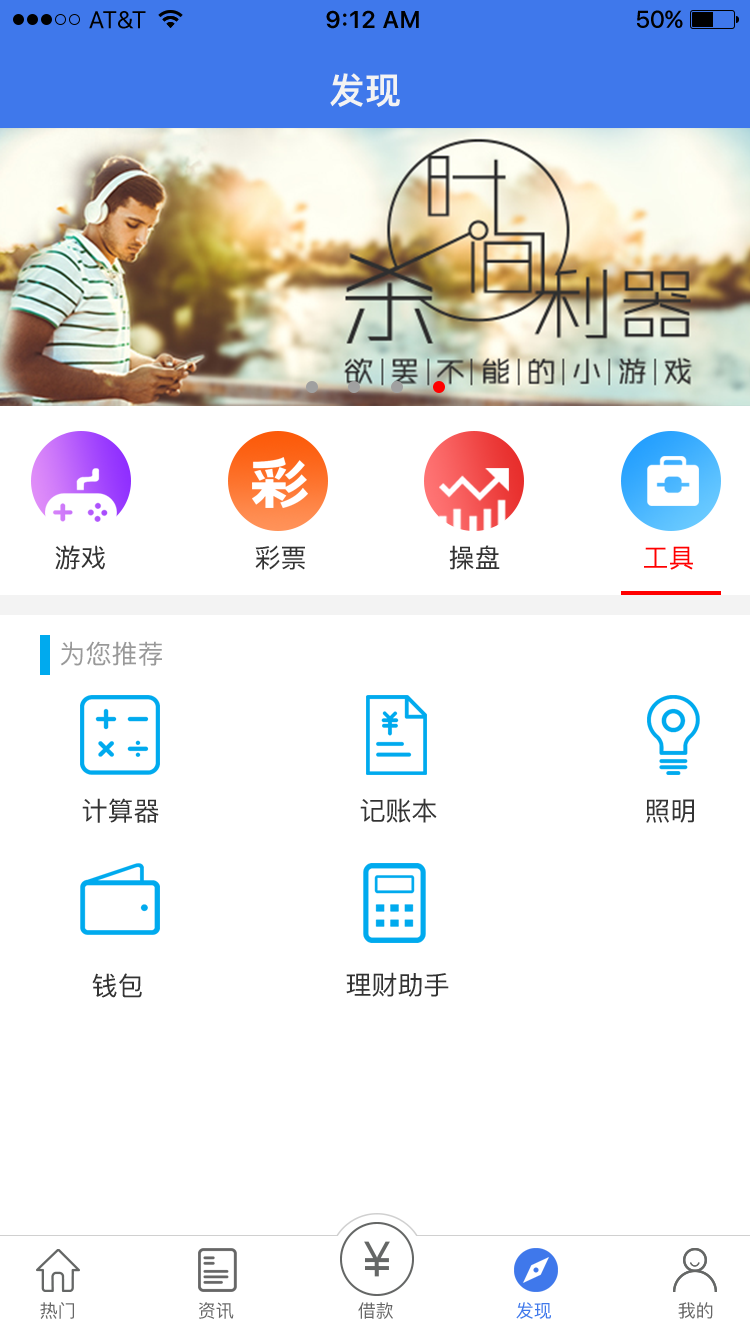 AT&T 9:12 AM 50%
发现
时间
杀 利器
欲|罢|不|能|的|小|游|戏
游戏 彩 彩票 操盘 工具
为您推荐
计算器 记账本 照明
钱包 理财助手
¥
热门 资讯 借款 发现 我的